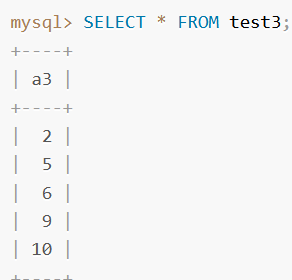 mysql> SELECT * FROM test3;
+----+
| a3 |
+----+
|  2 |
|  5 |
|  6 |
|  9 |
| 10 |
+----+